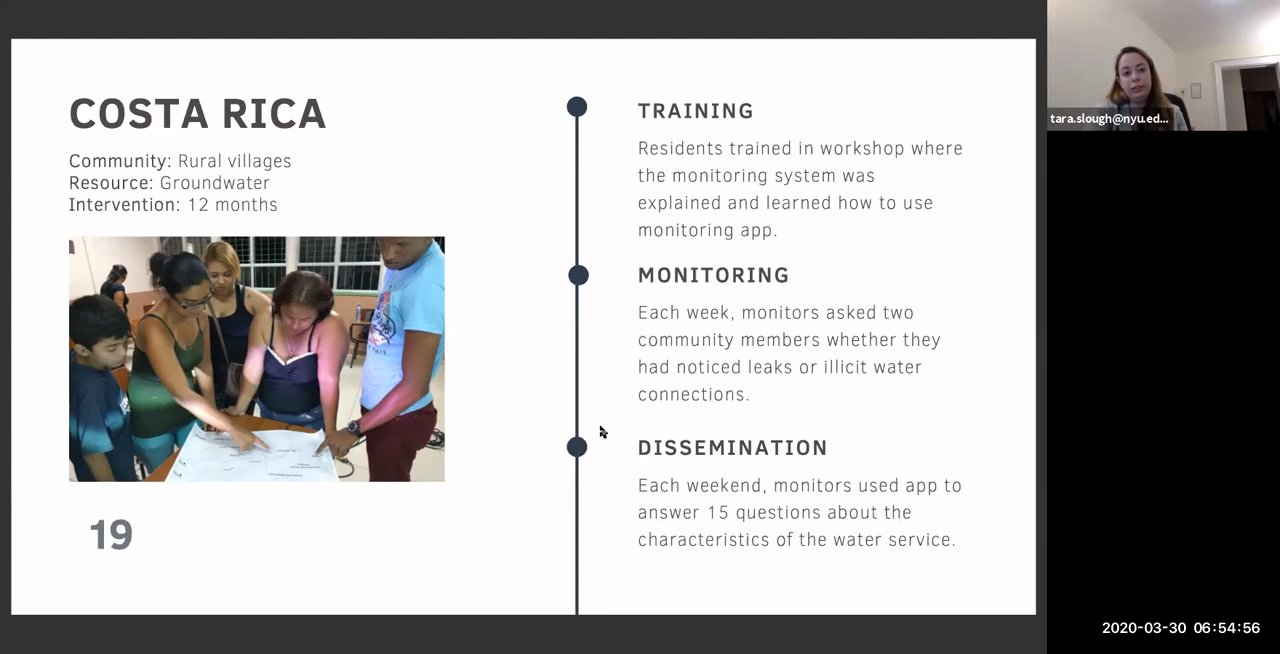 COSTA RICA
Community: Rural villages
Resource: Groundwater
Intervention: 12 months
19
TRAINING
Residents trained in workshop where
the monitoring system was
explained and learned how to use
monitoring app.
MONITORING
Each week, monitors asked two
community members whether they
had noticed leaks or illicit water
connections.
DISSEMINATION
Each weekend, monitors used app to
answer 15 questions about the
characteristics of the water service.
tara.slough@nyu.ed...
2020-03-30 06:54:56